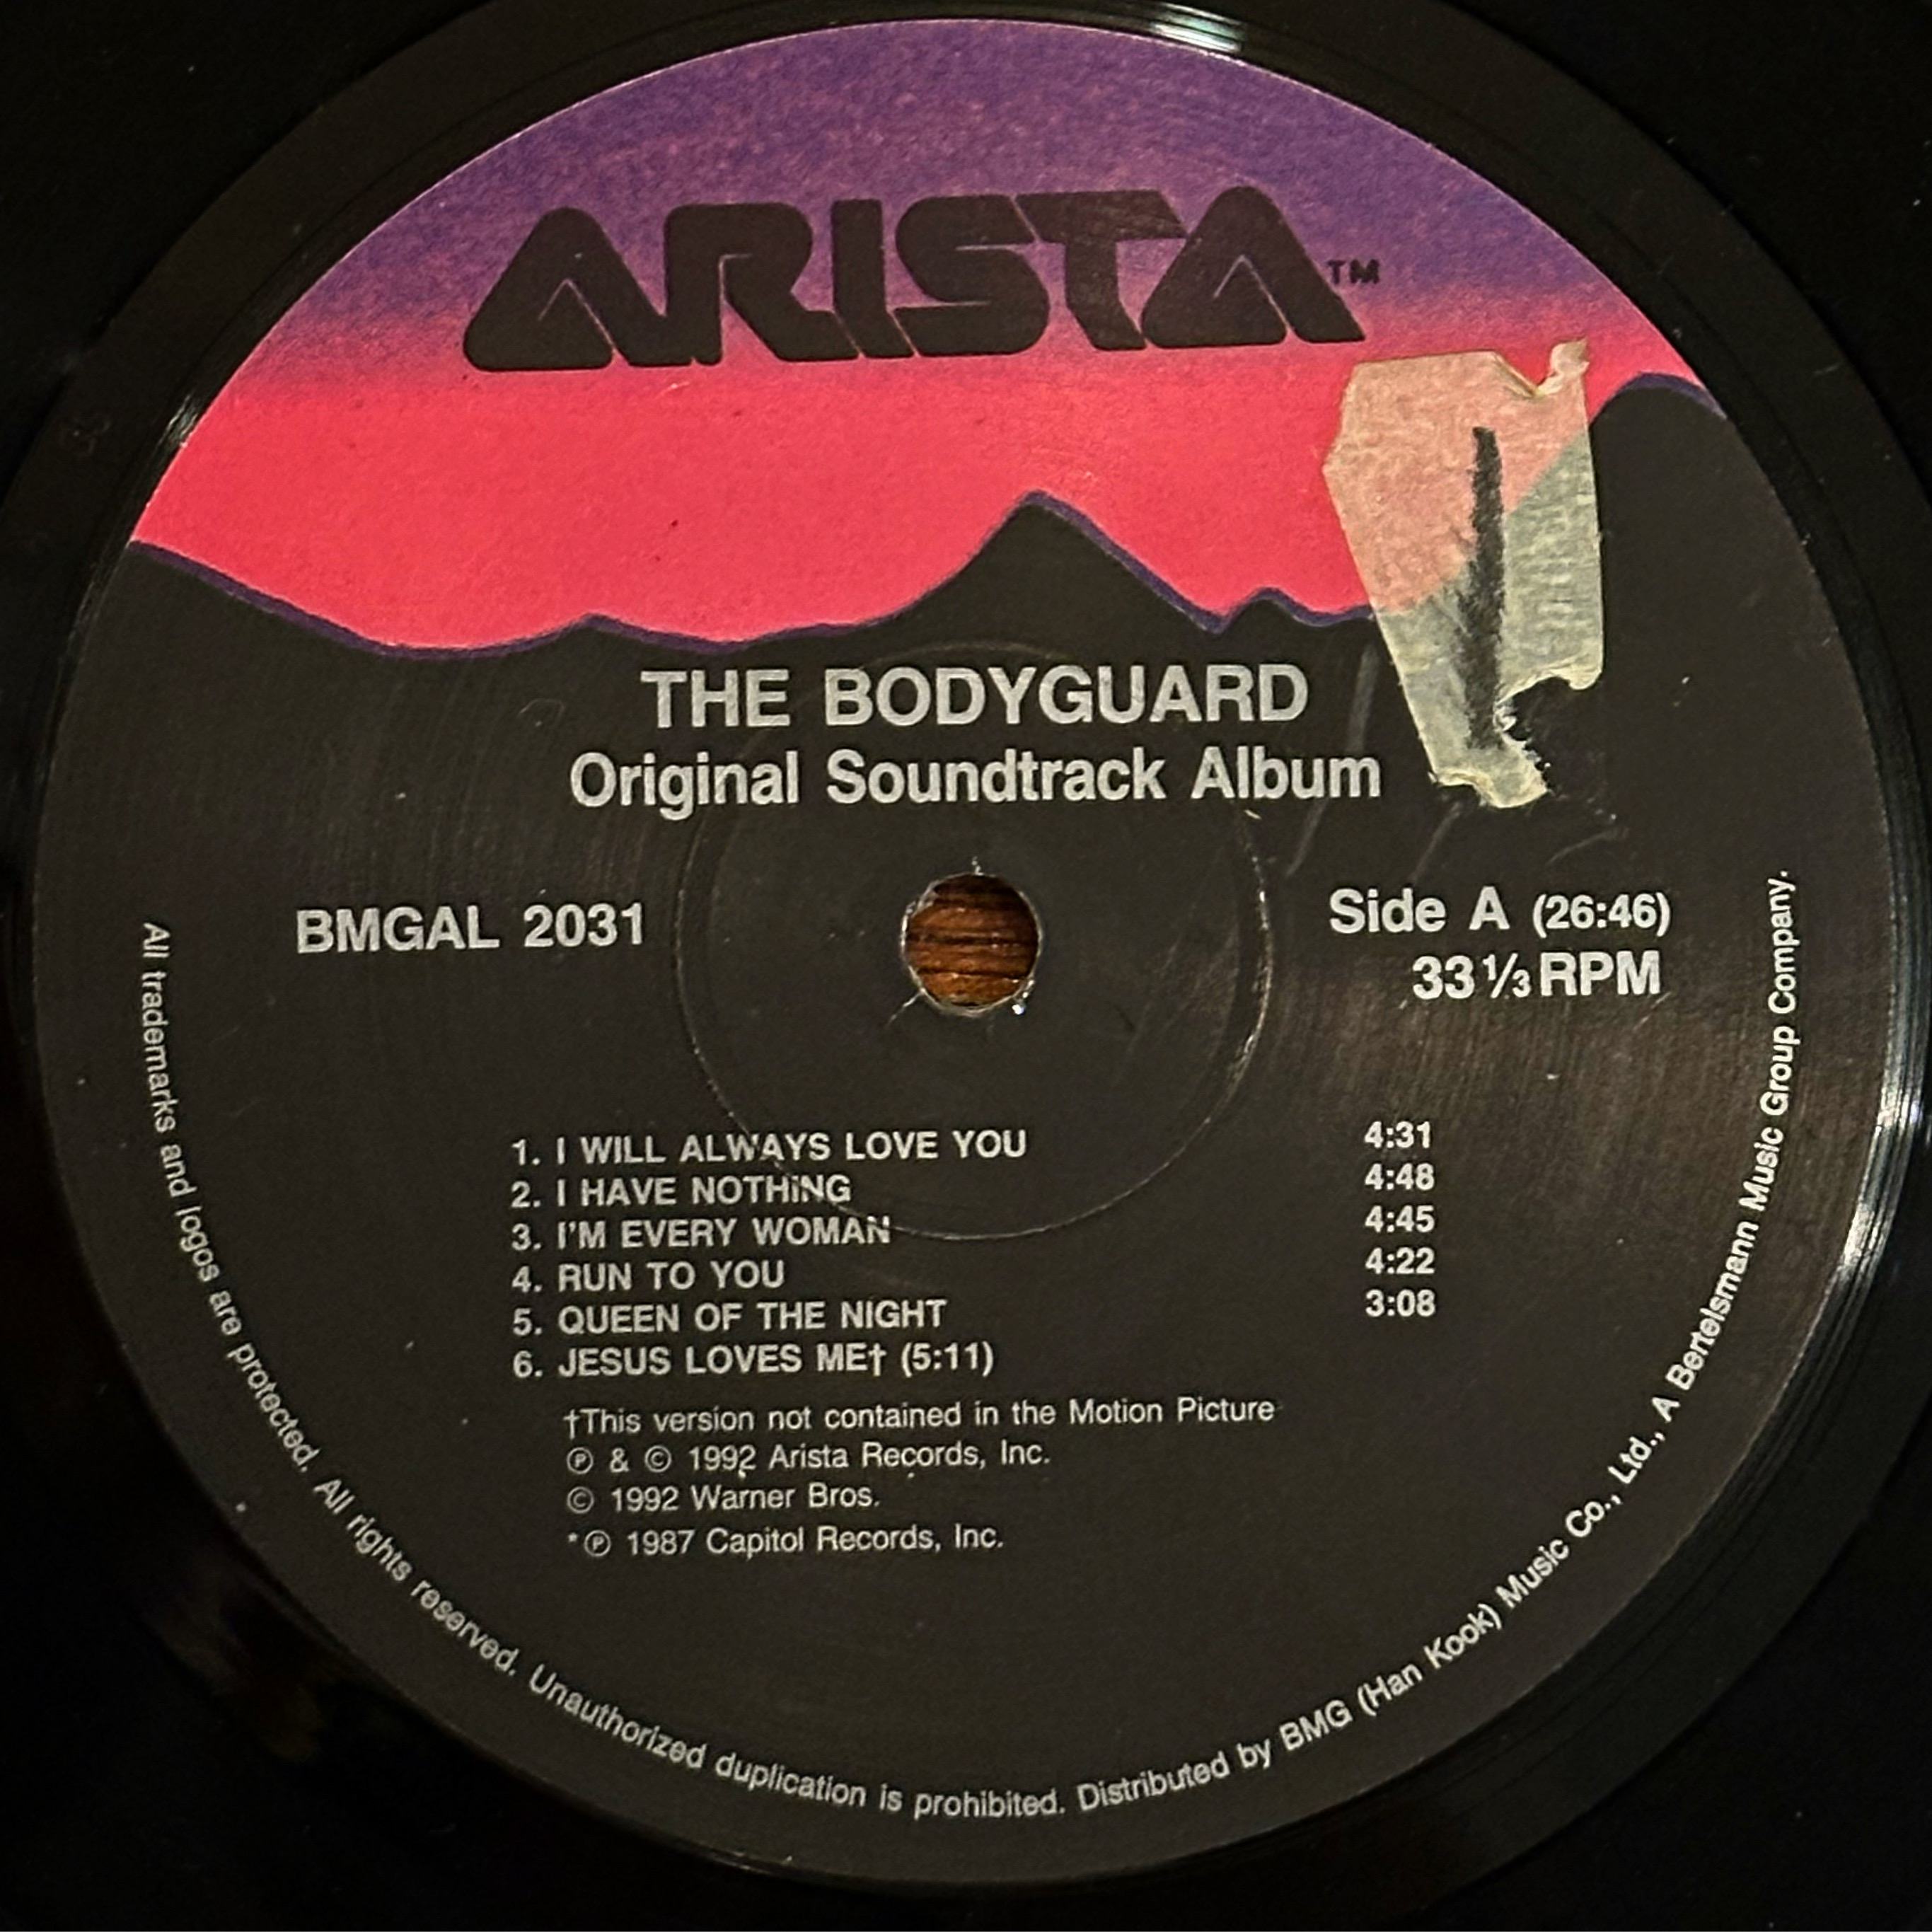 ARISTA™
THE BODYGUARD
Original Soundtrack Album
BMGAL 2031
Side A (26:46)
33 ⅓ RPM
1. I WILL ALWAYS LOVE YOU 4:31
2. I HAVE NOTHING 4:48
3. I'M EVERY WOMAN 4:45
4. RUN TO YOU 4:22
5. QUEEN OF THE NIGHT 3:08
6. JESUS LOVES ME† (5:11)
†This version not contained in the Motion Picture
℗ & © 1992 Arista Records, Inc.
© 1992 Warner Bros.
*℗ 1987 Capitol Records, Inc.
All trademarks and logos are protected. All rights reserved. Unauthorized duplication is prohibited. Distributed by BMG (Han Kook) Music Co., Ltd., A Bertelsmann Music Group Company.